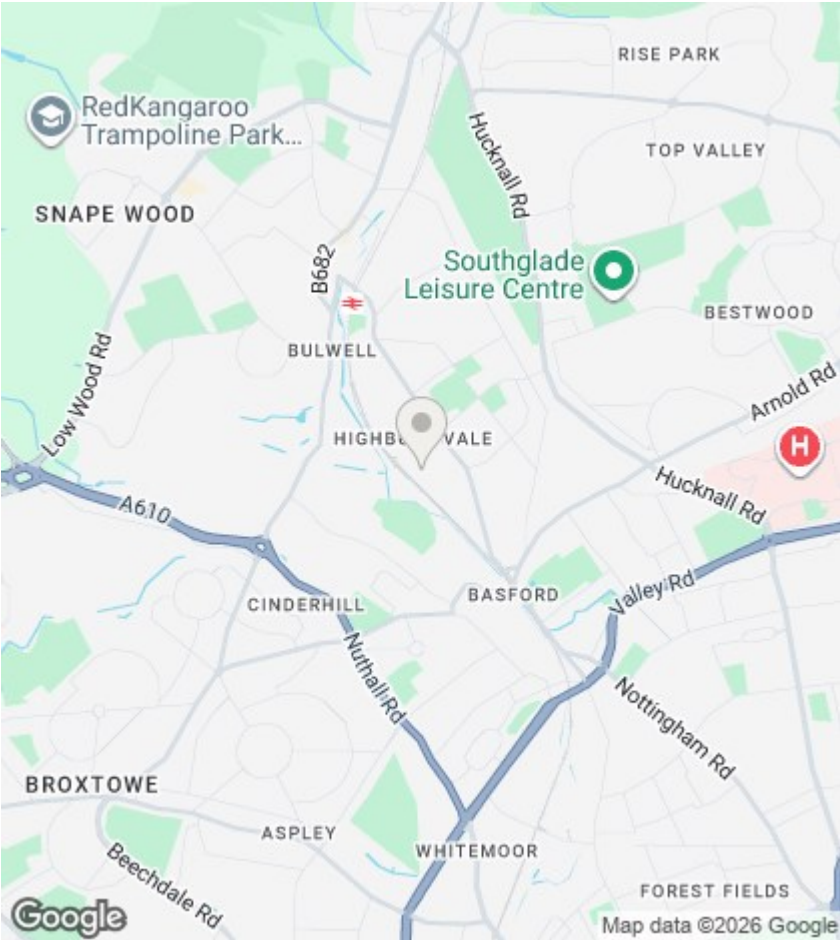 RISE PARK
RedKangaroo
Trampoline Park...
Hucknall Rd
TOP VALLEY
SNAPE WOOD
B682
Southglade
Leisure Centre
BESTWOOD
BULWELL
Low Wood Rd
Arnold Rd
HIGHBU VALE
H
Hucknall Rd
A610
Valley Rd
BASFORD
CINDERHILL
Nuthall Rd
Nottingham Rd
BROXTOWE
ASPLEY
WHITEMOOR
Beechdale Rd
FOREST FIELDS
Google
Map data ©2026 Google